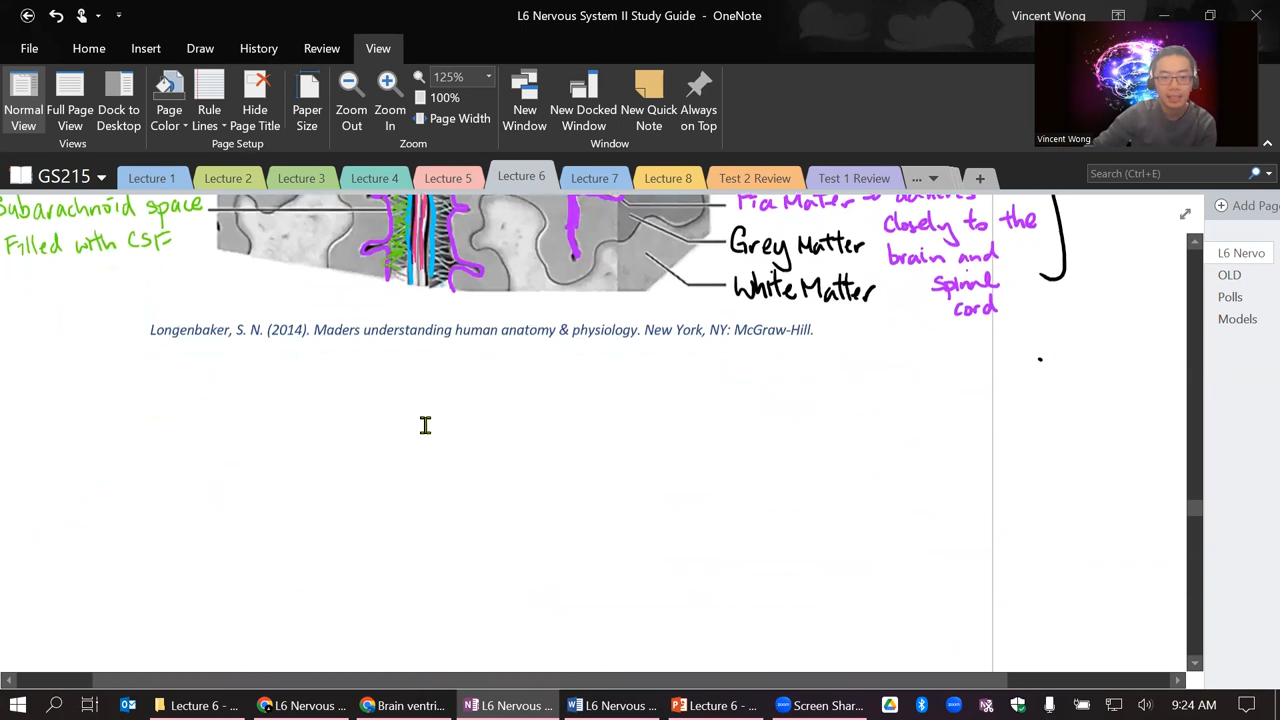 L6 Nervous System II Study Guide - OneNote
Vincent Wong
File Home Insert Draw History Review View
Normal View
Full Page View
Dock to Desktop
Views
Page Color
Rule Lines
Hide Page Title
Paper Size
Page Setup
Zoom Out
Zoom In
125%
100%
Page Width
Zoom
New Window
New Docked Window
New Quick Note
Always on Top
Window
Vincent Wong
GS215
Lecture 1
Lecture 2
Lecture 3
Lecture 4
Lecture 5
Lecture 6
Lecture 7
Lecture 8
Test 2 Review
Test 1 Review
...
Search (Ctrl+E)
Add Page
L6 Nervo
OLD
Polls
Models
Subarachnoid space
Filled with CSF
Pia Mater
closely to the
brain and
spinal
cord
Grey Matter
White Matter
Longenbaker, S. N. (2014). Maders understanding human anatomy & physiology. New York, NY: McGraw-Hill.
Lecture 6 - ...
L6 Nervous ...
Brain ventri...
L6 Nervous ...
L6 Nervous ...
Lecture 6 - ...
Screen Shar...
9:24 AM